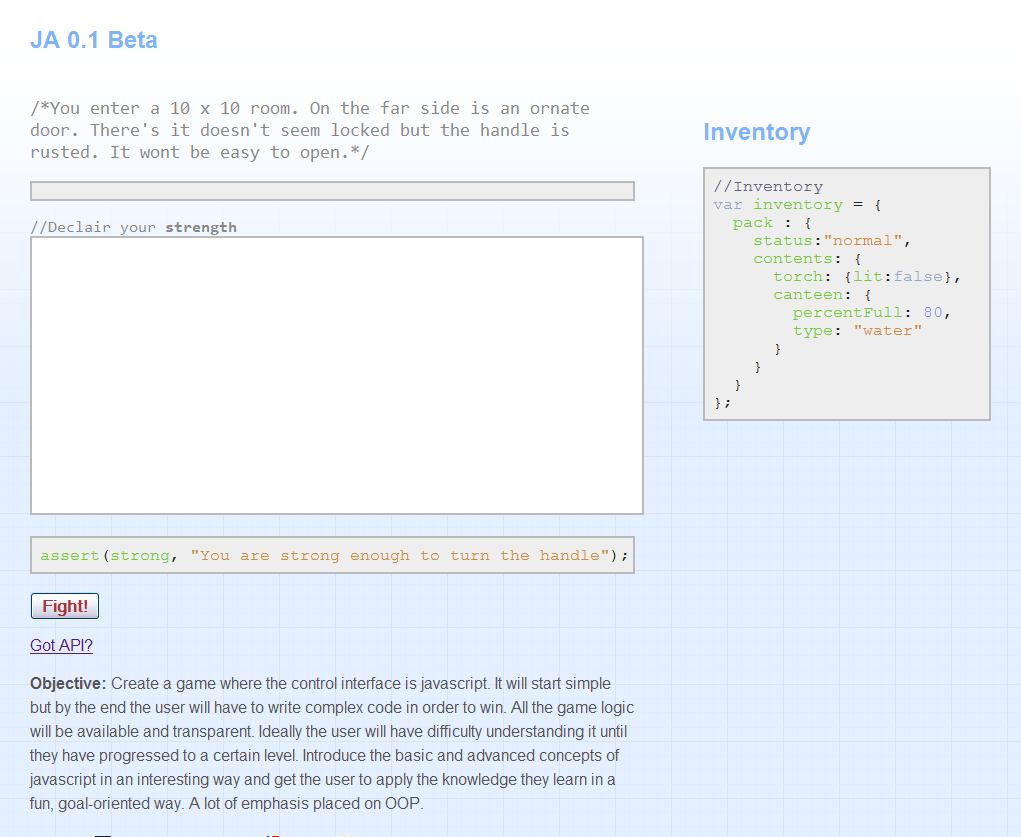 JA 0.1 Beta
/*You enter a 10 x 10 room. On the far side is an ornate
door. There's it doesn't seem locked but the handle is
rusted. It wont be easy to open.*/
//Declair your strength
assert(strong, "You are strong enough to turn the handle");
Fight!
Got API?
Objective: Create a game where the control interface is javascript. It will start simple
but by the end the user will have to write complex code in order to win. All the game logic
will be available and transparent. Ideally the user will have difficulty understanding it until
they have progressed to a certain level. Introduce the basic and advanced concepts of
javascript in an interesting way and get the user to apply the knowledge they learn in a
fun, goal-oriented way. A lot of emphasis placed on OOP.
Inventory
//Inventory
var inventory = {
  pack : {
    status:"normal",
    contents: {
      torch: {lit:false},
      canteen: {
        percentFull: 80,
        type: "water"
      }
    }
  }
};